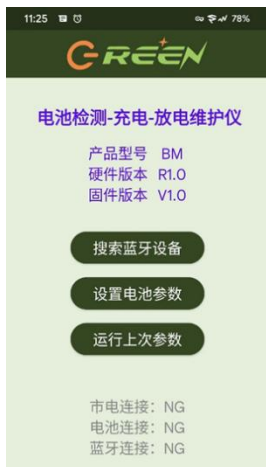 11:25
78%
GREEN
电池检测-充电-放电维护仪
产品型号 BM
硬件版本 R1.0
固件版本 V1.0
搜索蓝牙设备
设置电池参数
运行上次参数
市电连接：NG
电池连接：NG
蓝牙连接：NG